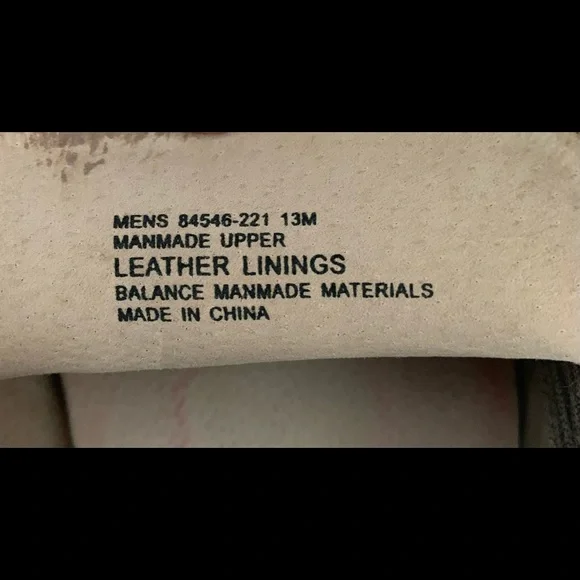 MENS 84546-221 13M
MANMADE UPPER
LEATHER LININGS
BALANCE MANMADE MATERIALS
MADE IN CHINA